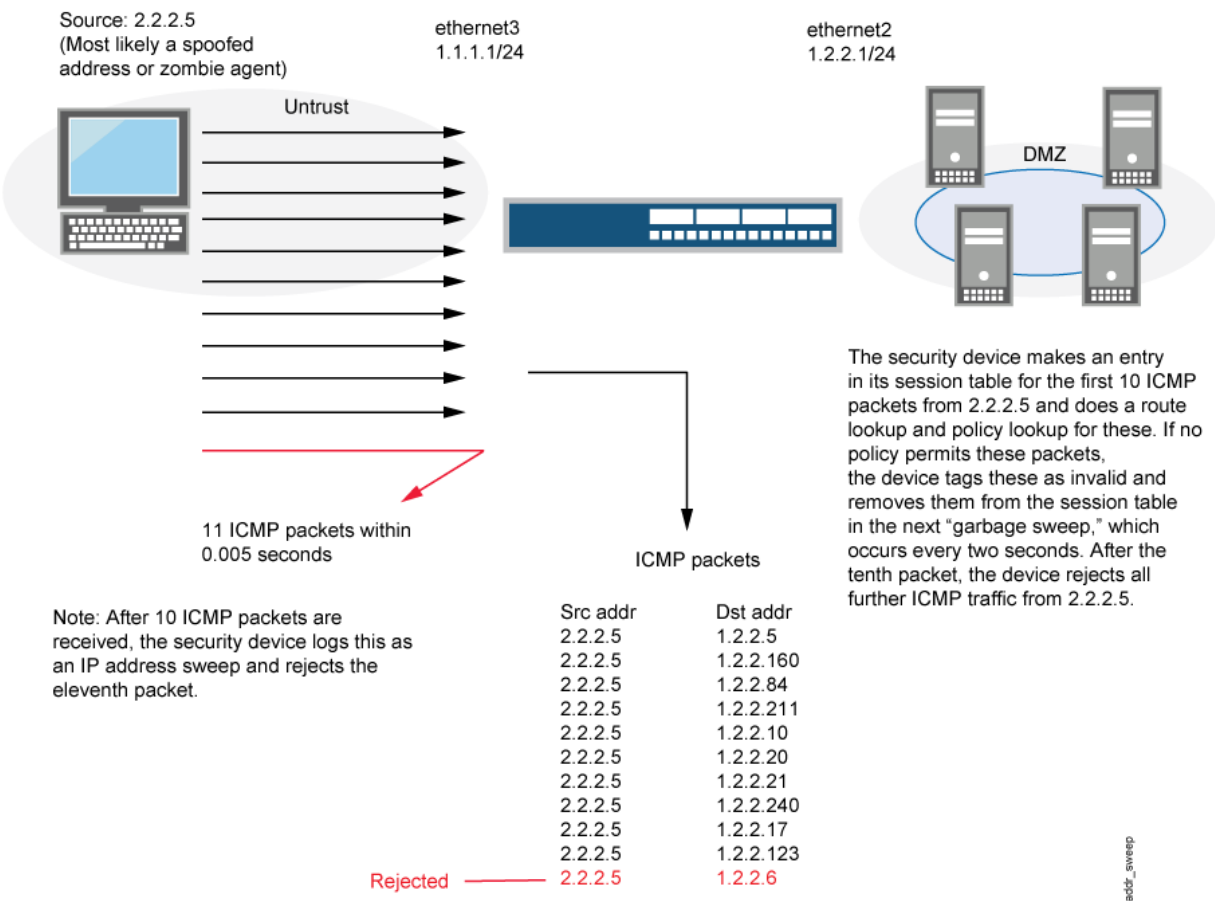 Source: 2.2.2.5
(Most likely a spoofed
address or zombie agent)
ethernet3
1.1.1.1/24
ethernet2
1.2.2.1/24
Untrust
DMZ
The security device makes an entry
in its session table for the first 10 ICMP
packets from 2.2.2.5 and does a route
lookup and policy lookup for these. If no
policy permits these packets,
the device tags these as invalid and
removes them from the session table
in the next “garbage sweep,” which
occurs every two seconds. After the
tenth packet, the device rejects all
further ICMP traffic from 2.2.2.5.
11 ICMP packets within
0.005 seconds
Note: After 10 ICMP packets are
received, the security device logs this as
an IP address sweep and rejects the
eleventh packet.
ICMP packets
Src addr Dst addr
2.2.2.5 1.2.2.5
2.2.2.5 1.2.2.160
2.2.2.5 1.2.2.84
2.2.2.5 1.2.2.211
2.2.2.5 1.2.2.10
2.2.2.5 1.2.2.20
2.2.2.5 1.2.2.21
2.2.2.5 1.2.2.240
2.2.2.5 1.2.2.17
2.2.2.5 1.2.2.123
Rejected 2.2.2.5 1.2.2.6
addr_sweep